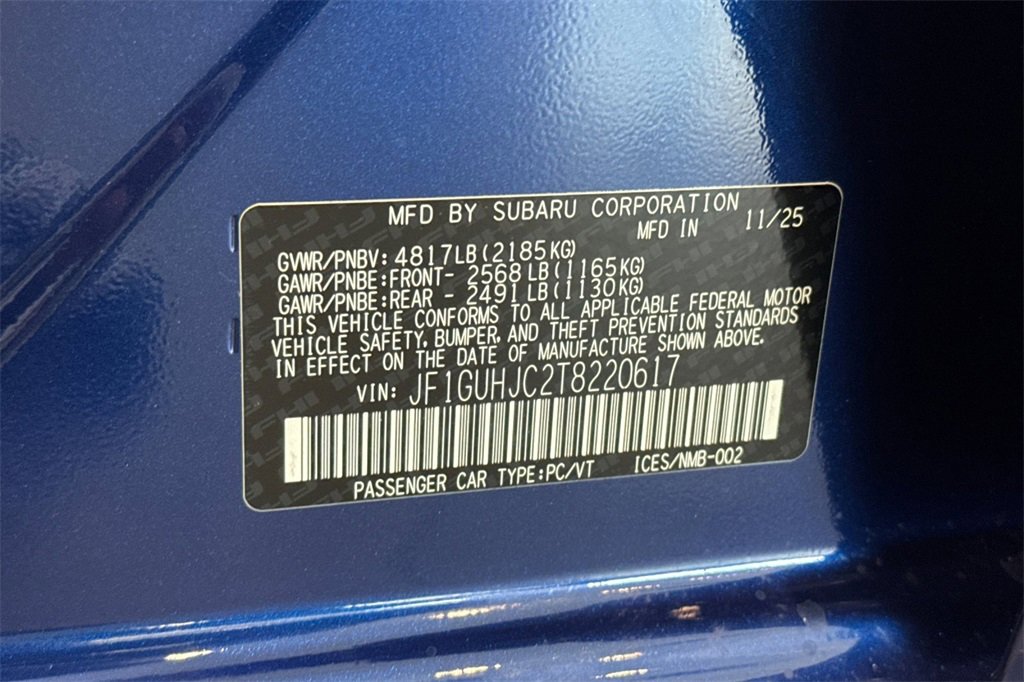 MFD BY SUBARU CORPORATION
MFD IN 11/25
GVWR/PNBV: 4817LB(2185KG)
GAWR/PNBE:FRONT- 2568 LB(1165KG)
GAWR/PNBE:REAR - 2491 LB(1130KG)
THIS VEHICLE CONFORMS TO ALL APPLICABLE FEDERAL MOTOR
VEHICLE SAFETY, BUMPER, AND THEFT PREVENTION STANDARDS
IN EFFECT ON THE DATE OF MANUFACTURE SHOWN ABOVE.
VIN: JF1GUHJC2T8220617
PASSENGER CAR TYPE:PC/VT ICES/NMB-002